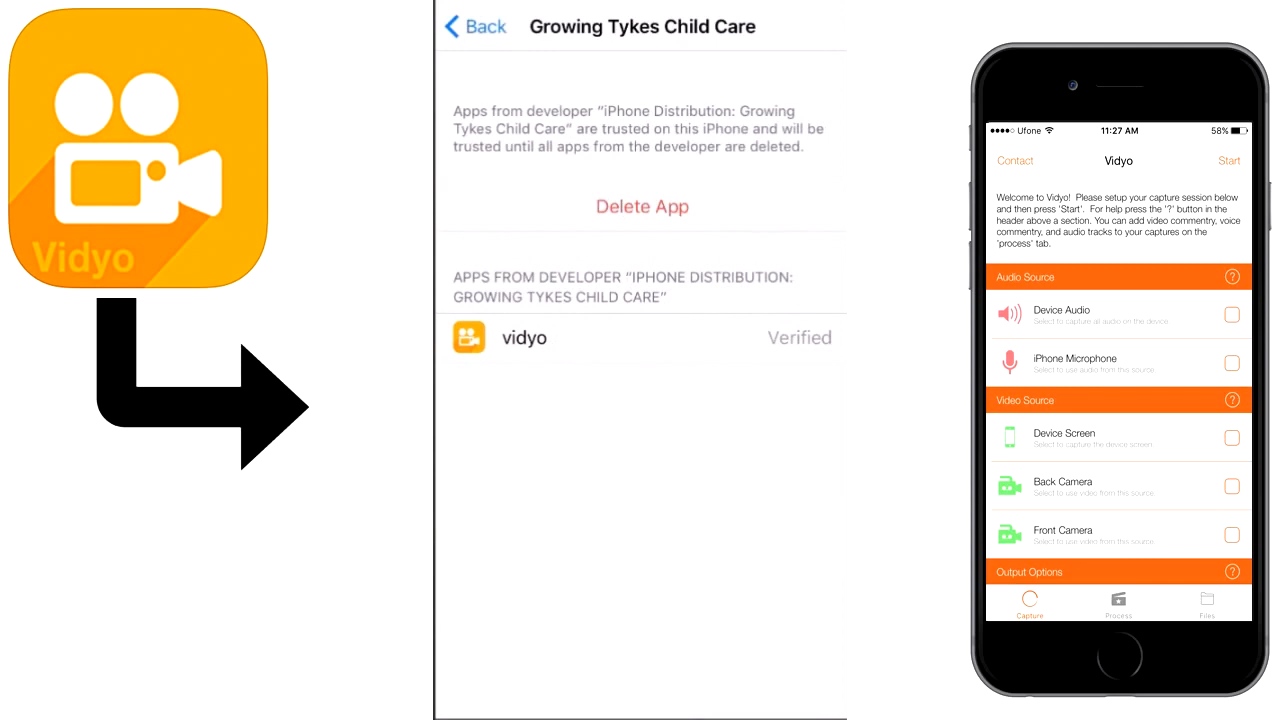 Vidyo
Back
Growing Tykes Child Care
Apps from developer “iPhone Distribution: Growing
Tykes Child Care” are trusted on this iPhone and will be
trusted until all apps from the developer are deleted.
Delete App
APPS FROM DEVELOPER “IPHONE DISTRIBUTION:
GROWING TYKES CHILD CARE”
vidyo
Verified
Ufone 11:27 AM 58%
Contact Vidyo Start
Welcome to Vidyo! Please setup your capture session below
and then press 'Start'. For help press the '?' button in the
header above a section. You can add video commentry, voice
commentry, and audio tracks to your captures on the
'process' tab.
Audio Source ?
Device Audio
Select to capture all audio on the device
iPhone Microphone
Select to use audio from this source
Video Source ?
Device Screen
Select to capture the device screen
Back Camera
Select to use video from this source
Front Camera
Select to use video from this source
Output Options ?
Capture Process Files